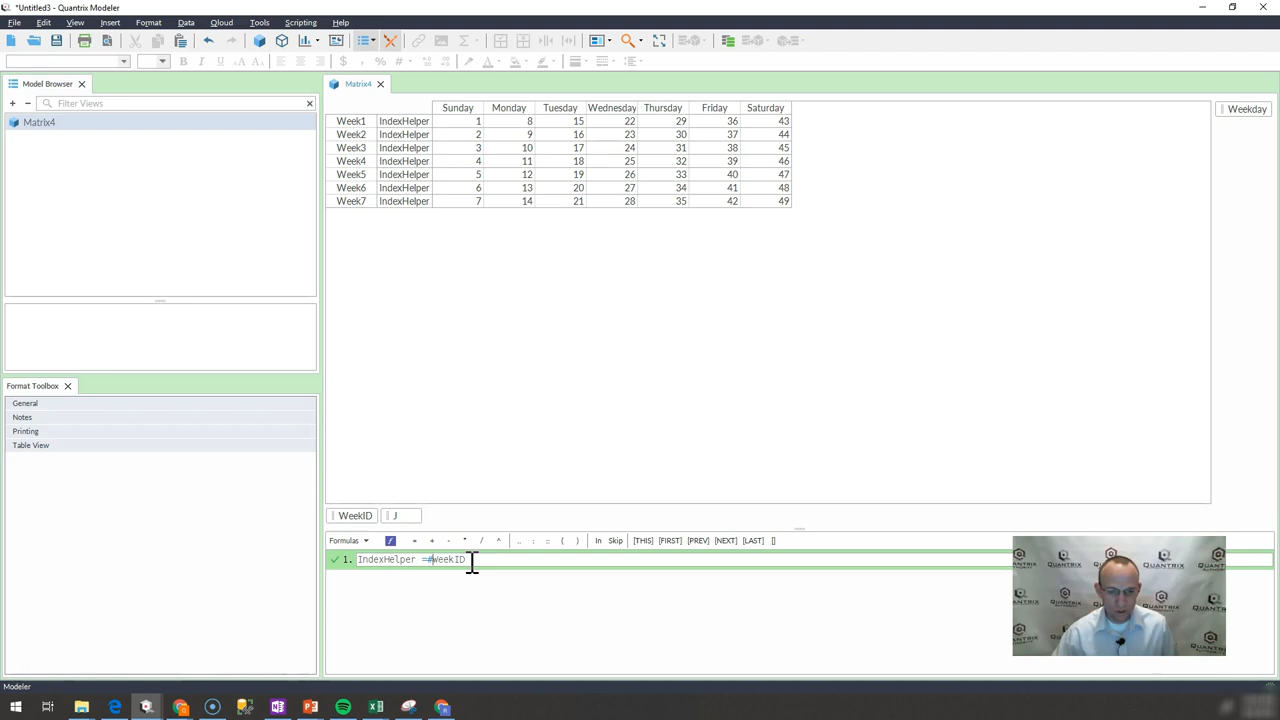 *Untitled3 - Quantrix Modeler
File Edit View Insert Format Data Qloud Tools Scripting Help
Model Browser
Filter Views
Matrix4
Format Toolbox
General
Notes
Printing
Table View
Matrix4
Sunday Monday Tuesday Wednesday Thursday Friday Saturday
Week1 IndexHelper 1 8 15 22 29 36 43
Week2 IndexHelper 2 9 16 23 30 37 44
Week3 IndexHelper 3 10 17 24 31 38 45
Week4 IndexHelper 4 11 18 25 32 39 46
Week5 IndexHelper 5 12 19 26 33 40 47
Week6 IndexHelper 6 13 20 27 34 41 48
Week7 IndexHelper 7 14 21 28 35 42 49
Weekday
WeekID J
Formulas = + - * / ^ .. : :: ( ) In Skip [THIS] [FIRST] [PREV] [NEXT] [LAST] []
1. IndexHelper =#WeekID
QUANTRIX AUTHORITY
Modeler